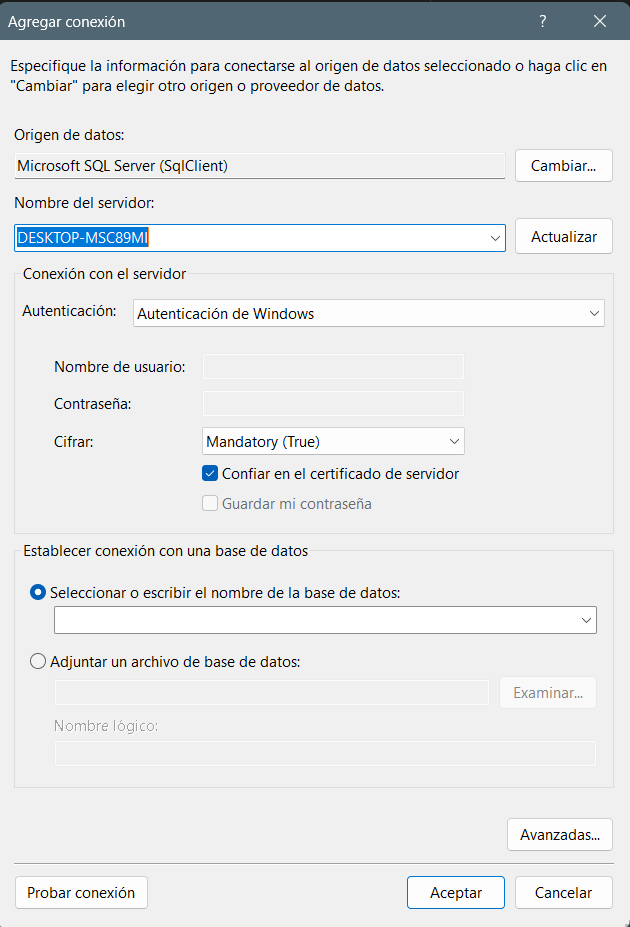 Agregar conexión
?
Especifique la información para conectarse al origen de datos seleccionado o haga clic en
"Cambiar" para elegir otro origen o proveedor de datos.
Origen de datos:
Microsoft SQL Server (SqlClient)
Cambiar...
Nombre del servidor:
DESKTOP-MSC89MI
Actualizar
Conexión con el servidor
Autenticación:
Autenticación de Windows
Nombre de usuario:
Contraseña:
Cifrar:
Mandatory (True)
Confiar en el certificado de servidor
Guardar mi contraseña
Establecer conexión con una base de datos
Seleccionar o escribir el nombre de la base de datos:
Adjuntar un archivo de base de datos:
Examinar...
Nombre lógico:
Avanzadas...
Probar conexión
Aceptar
Cancelar